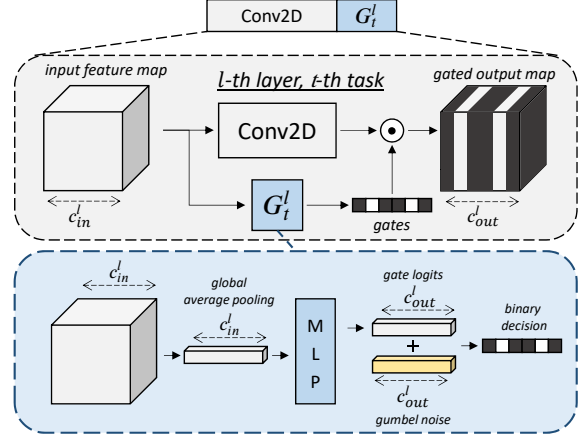 Conv2D G_t^l
input feature map
l-th layer, t-th task
gated output map
Conv2D
G_t^l
c_in^l
gates
c_out^l
c_in^l
global
average pooling
c_in^l
M
L
P
gate logits
c_out^l
+
c_out^l
gumbel noise
binary
decision